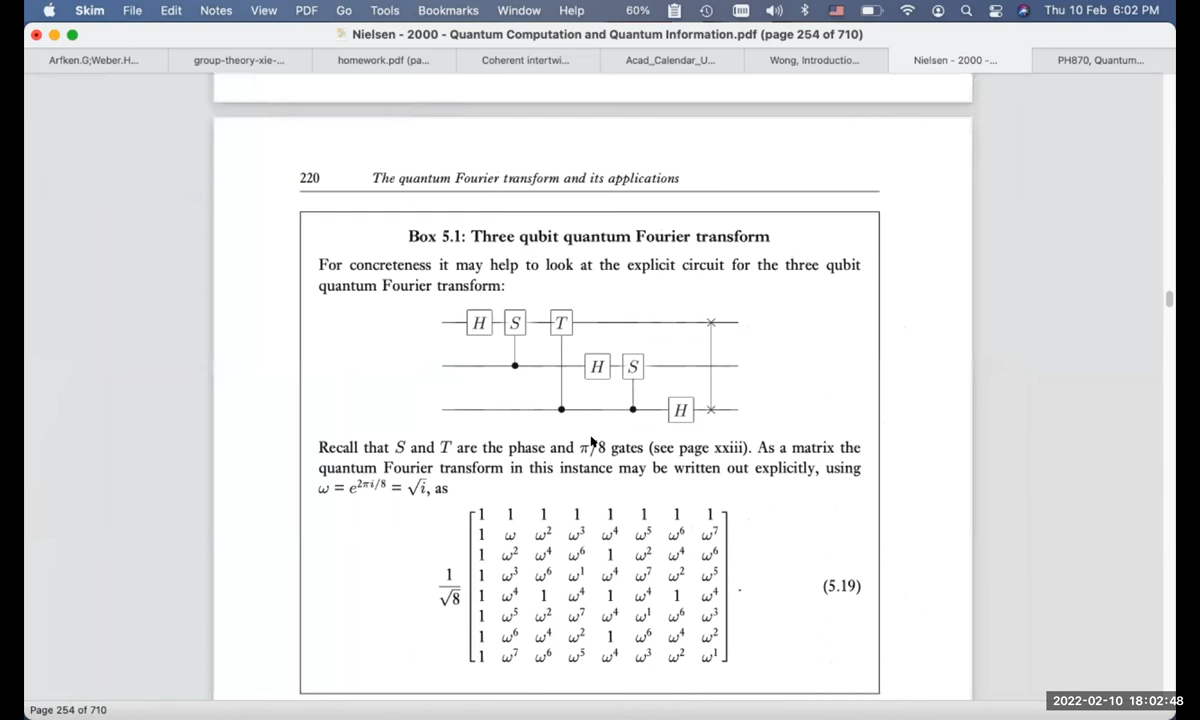 Skim File Edit Notes View PDF Go Tools Bookmarks Window Help 60% Thu 10 Feb 6:02 PM
Nielsen - 2000 - Quantum Computation and Quantum Information.pdf (page 254 of 710)
Arfken.G;Weber.H... group-theory-xie-... homework.pdf (pa... Coherent intertwi... Acad_Calendar_U... Wong, Introductio... Nielsen - 2000 -... PH870, Quantum...
220 The quantum Fourier transform and its applications
Box 5.1: Three qubit quantum Fourier transform
For concreteness it may help to look at the explicit circuit for the three qubit
quantum Fourier transform:
H S T
H S
H
Recall that S and T are the phase and π/8 gates (see page xxiii). As a matrix the
quantum Fourier transform in this instance may be written out explicitly, using
ω = e^{2πi/8} = √i, as
1/√8
1 1 1 1 1 1 1 1
1 ω ω² ω³ ω⁴ ω⁵ ω⁶ ω⁷
1 ω² ω⁴ ω⁶ 1 ω² ω⁴ ω⁶
1 ω³ ω⁶ ω¹ ω⁴ ω⁷ ω² ω⁵
1 ω⁴ 1 ω⁴ 1 ω⁴ 1 ω⁴
1 ω⁵ ω² ω⁷ ω⁴ ω¹ ω⁶ ω³
1 ω⁶ ω⁴ ω² 1 ω⁶ ω⁴ ω²
1 ω⁷ ω⁶ ω⁵ ω⁴ ω³ ω² ω¹
. (5.19)
Page 254 of 710
2022-02-10 18:02:48